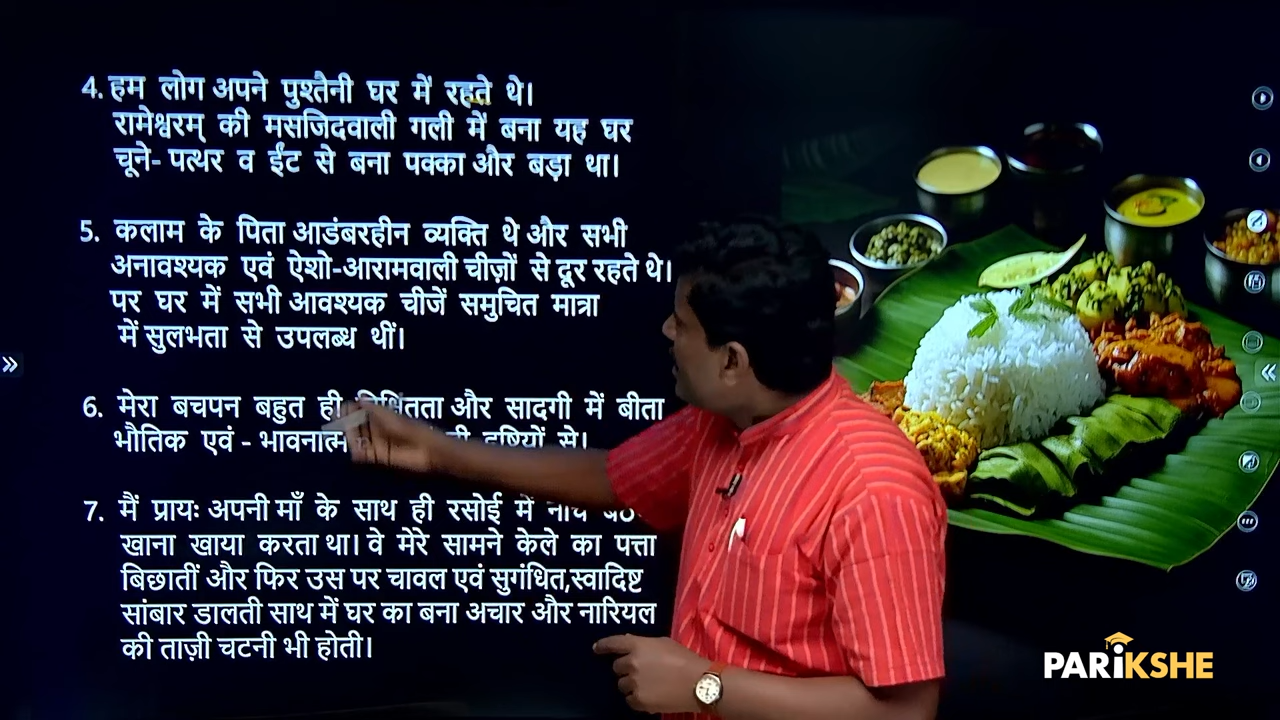 4. हम लोग अपने पुश्तैनी घर में रहते थे।
रामेश्वरम् की मसजिदवाली गली में बना यह घर
चूने- पत्थर व ईंट से बना पक्का और बड़ा था।
5. कलाम के पिता आडंबरहीन व्यक्ति थे और सभी
अनावश्यक एवं ऐशो-आरामवाली चीज़ों से दूर रहते थे।
पर घर में सभी आवश्यक चीजें समुचित मात्रा
में सुलभता से उपलब्ध थीं।
6. मेरा बचपन बहुत ही और सादगी में बीता
भौतिक एवं -
7. मैं प्रायः अपनी माँ के साथ ही रसोई में नीचे
खाना खाया करता था। वे मेरे सामने केले का पत्ता
बिछातीं और फिर उस पर चावल एवं सुगंधित,स्वादिष्ट
सांबार डालती साथ में घर का बना अचार और नारियल
की ताज़ी चटनी भी होती।
PARIKSHE